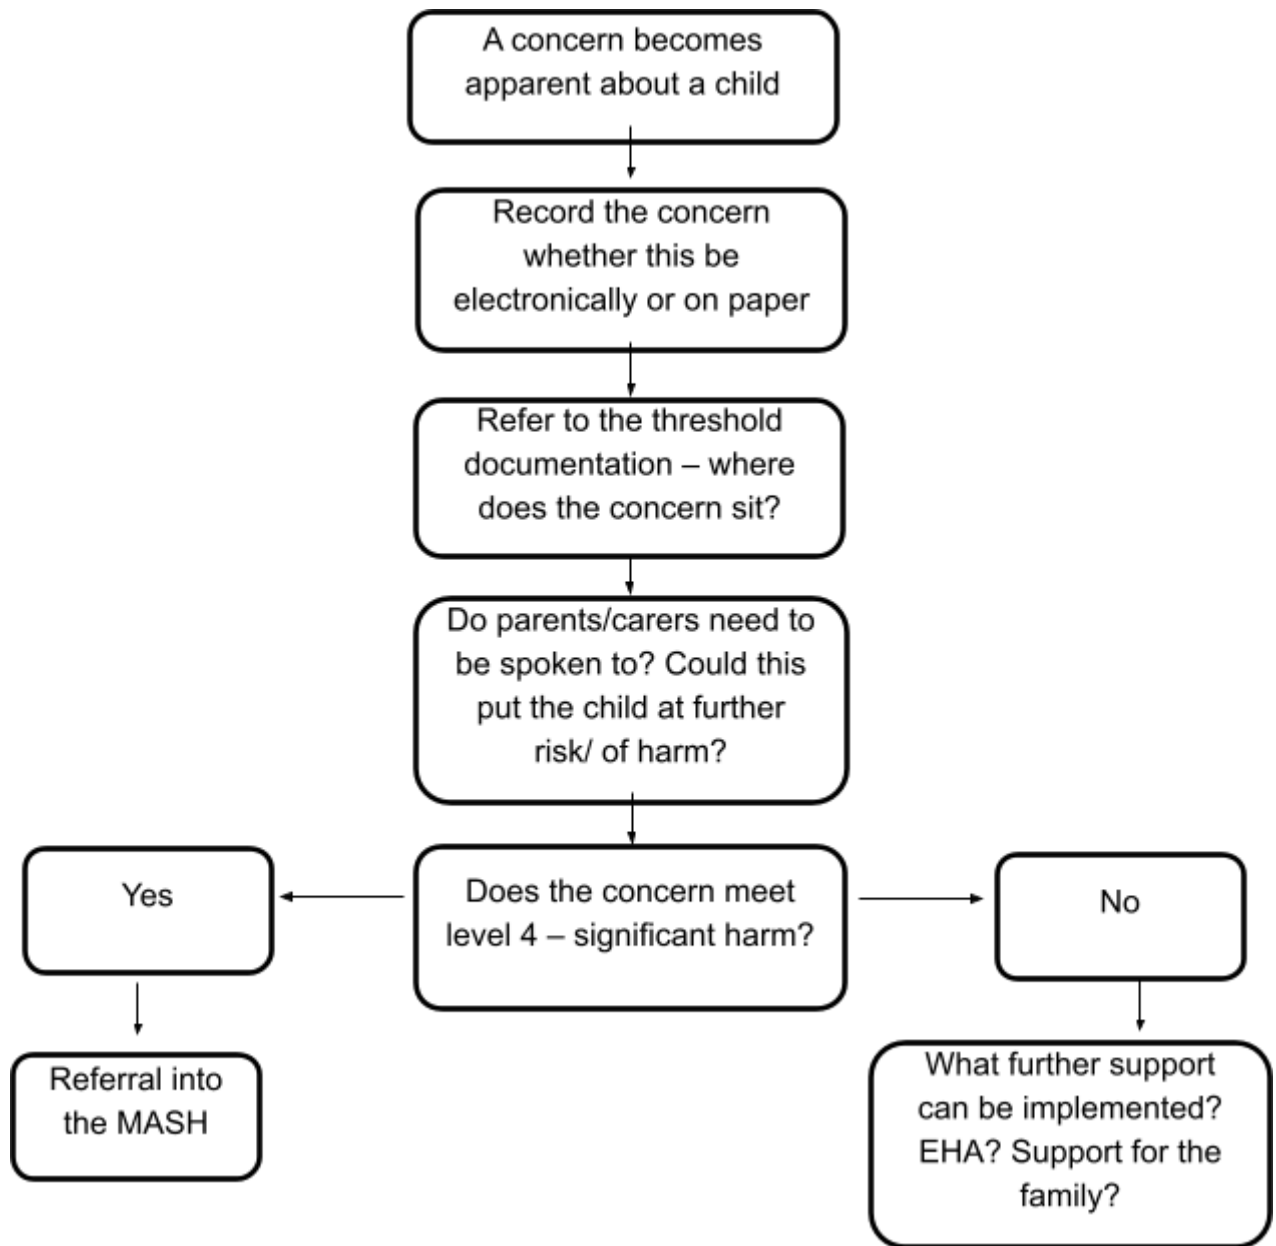 A concern becomes
apparent about a child
Record the concern
whether this be
electronically or on paper
Refer to the threshold
documentation – where
does the concern sit?
Do parents/carers need to
be spoken to? Could this
put the child at further
risk/ of harm?
Does the concern meet
level 4 – significant harm?
Yes
No
Referral into
the MASH
What further support
can be implemented?
EHA? Support for the
family?